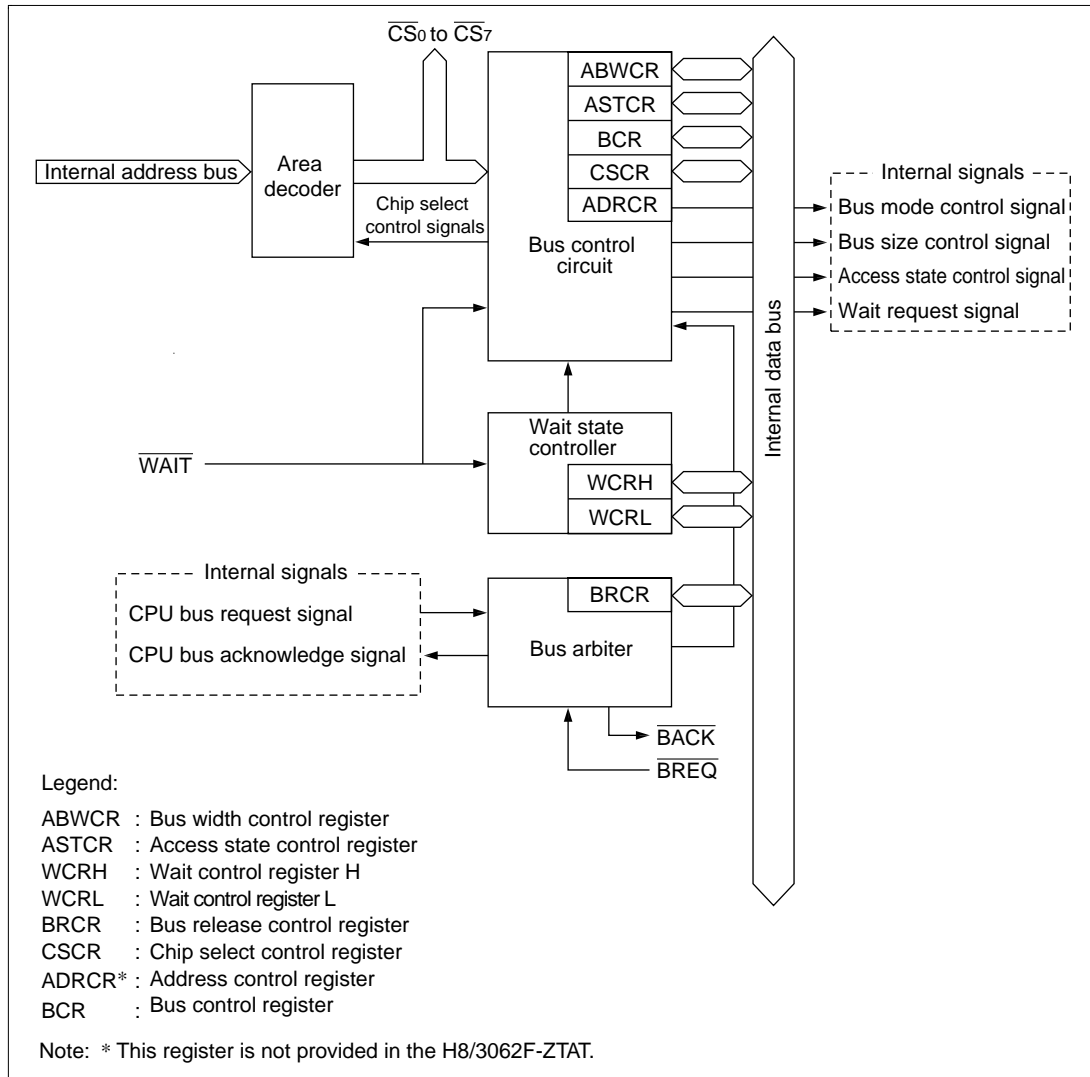 CS0 to CS7
ABWCR
ASTCR
BCR
CSCR
ADRCR
Bus control
circuit
Internal address bus
Area
decoder
Chip select
control signals
Internal signals
Bus mode control signal
Bus size control signal
Access state control signal
Wait request signal
Internal data bus
WAIT
Wait state
controller
WCRH
WCRL
Internal signals
CPU bus request signal
CPU bus acknowledge signal
BRCR
Bus arbiter
BACK
BREQ
Legend:
ABWCR : Bus width control register
ASTCR : Access state control register
WCRH : Wait control register H
WCRL : Wait control register L
BRCR : Bus release control register
CSCR : Chip select control register
ADRCR* : Address control register
BCR : Bus control register
Note: * This register is not provided in the H8/3062F-ZTAT.